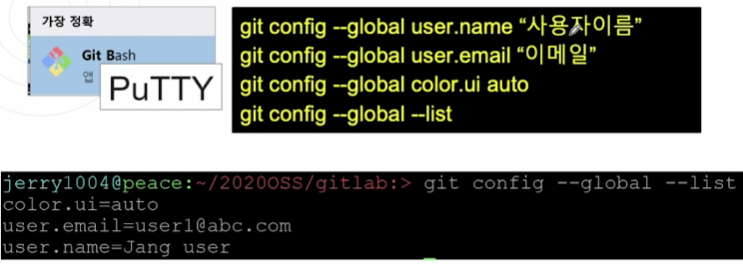 가장 정확
Git Bash
앱
PuTTY
git config --global user.name “사용자이름”
git config --global user.email “이메일”
git config --global color.ui auto
git config --global --list
jerry1004@peace:~/2020OSS/gitlab:> git config --global --list
color.ui=auto
user.email=user1@abc.com
user.name=Jang user